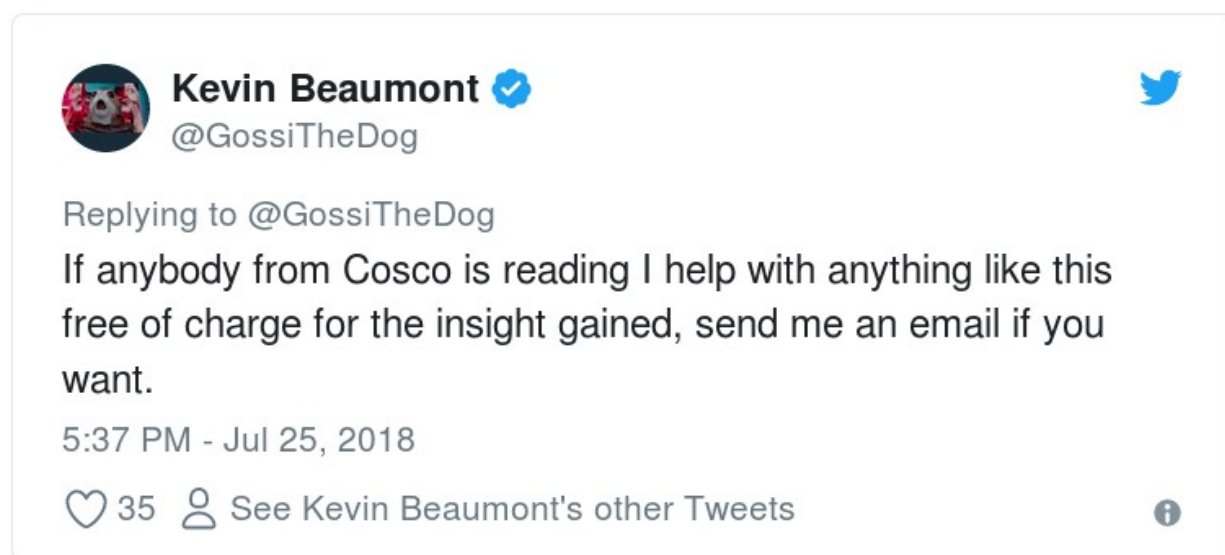 Kevin Beaumont
@GossiTheDog
Replying to @GossiTheDog
If anybody from Cosco is reading I help with anything like this
free of charge for the insight gained, send me an email if you
want.
5:37 PM - Jul 25, 2018
35 See Kevin Beaumont's other Tweets